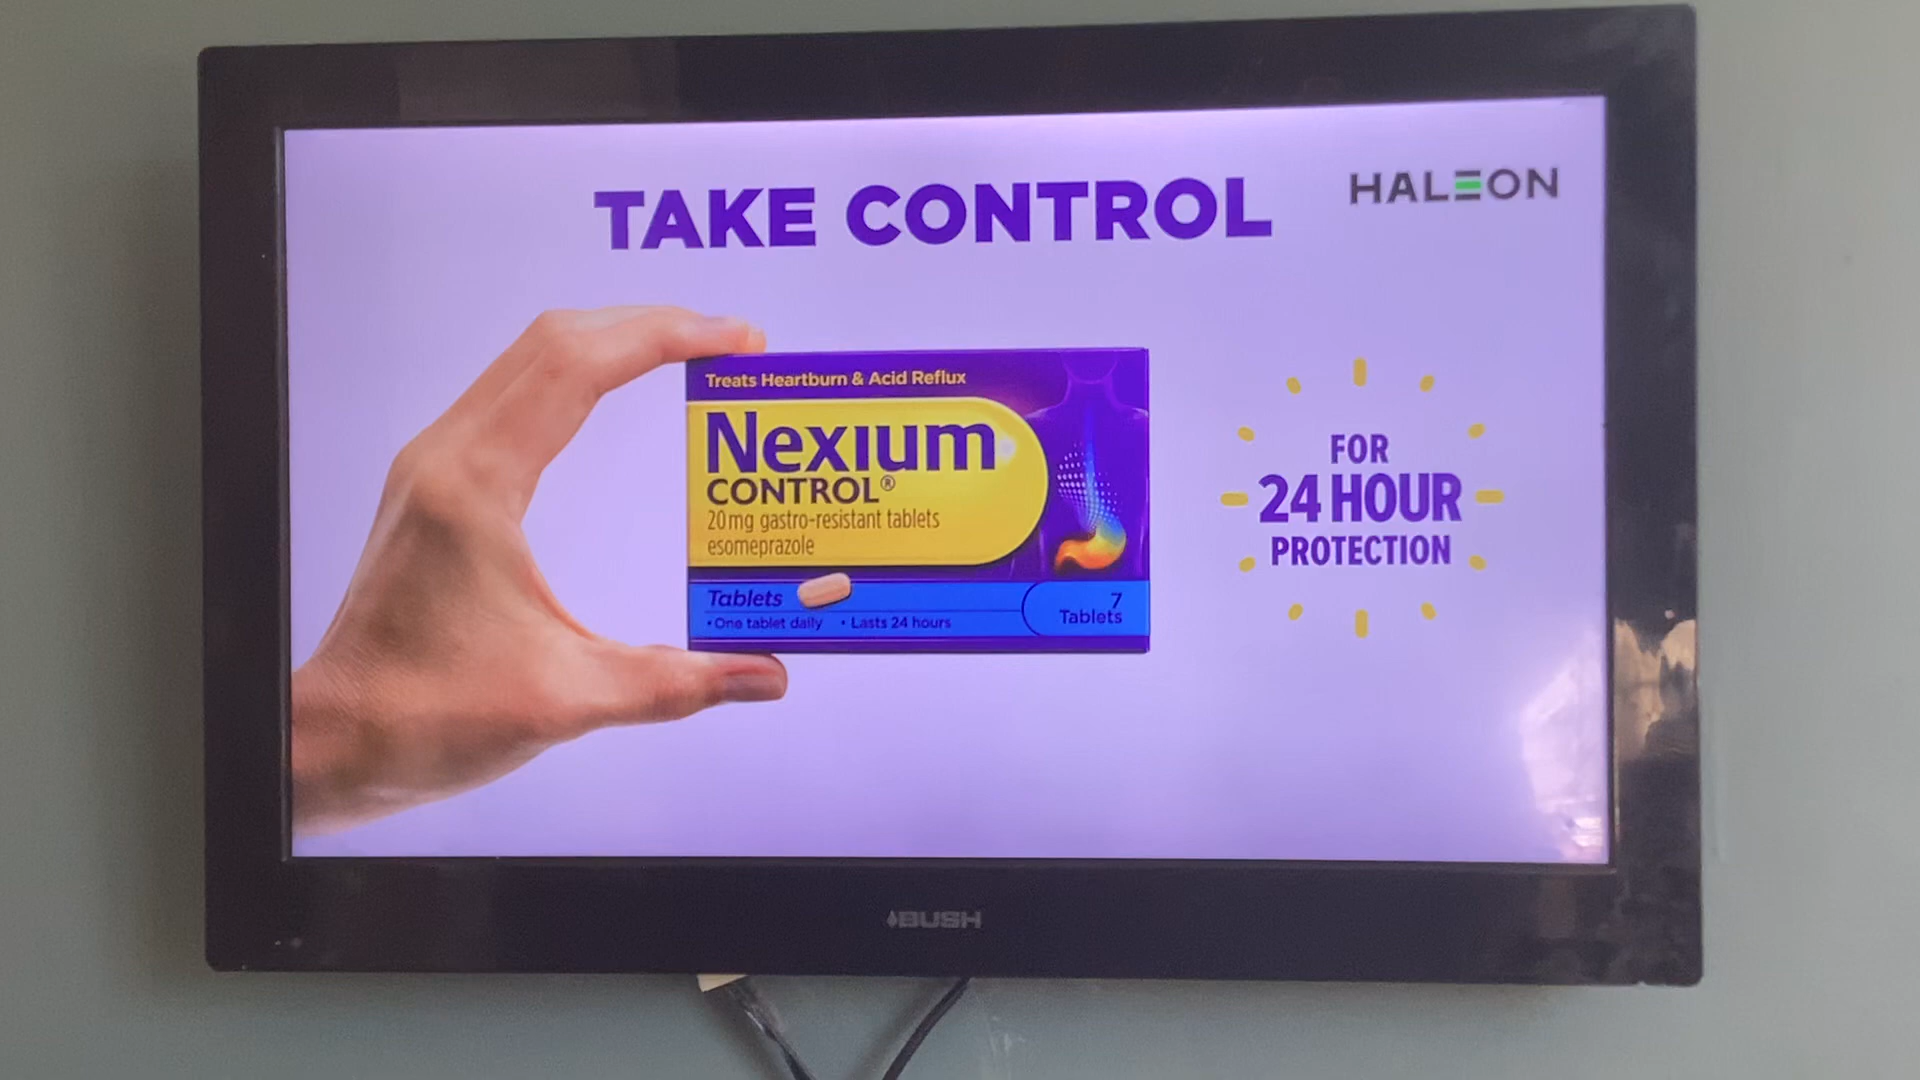 TAKE CONTROL
HALEON
Treats Heartburn & Acid Reflux
Nexium
CONTROL®
20mg gastro-resistant tablets
esomeprazole
Tablets
• One tablet daily • Lasts 24 hours
7
Tablets
FOR
24 HOUR
PROTECTION
BUSH